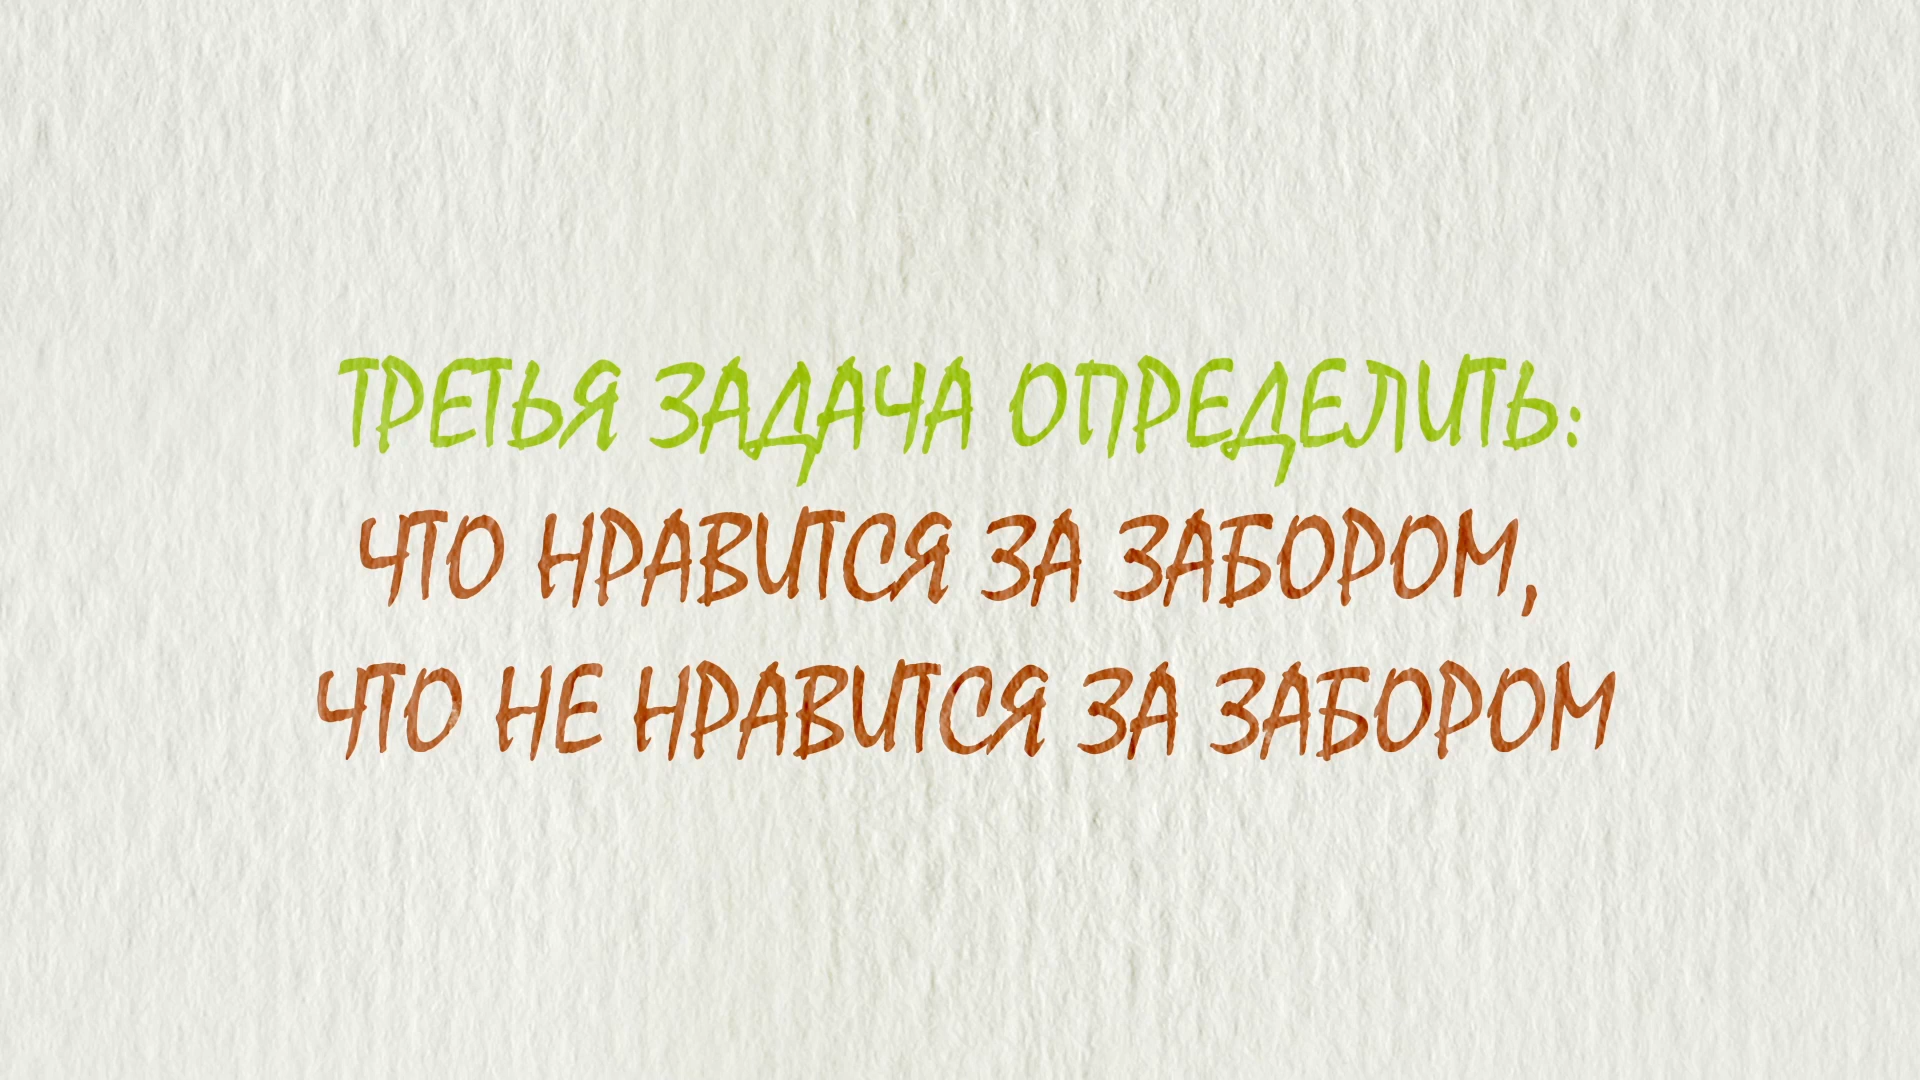 ТРЕТЬЯ ЗАДАЧА ОПРЕДЕЛИТЬ:
ЧТО НРАВИТСЯ ЗА ЗАБОРОМ,
ЧТО НЕ НРАВИТСЯ ЗА ЗАБОРОМ